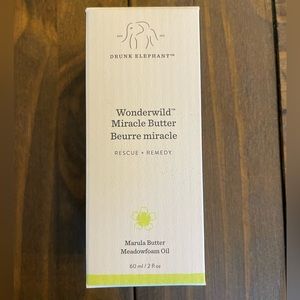 DRUNK ELEPHANT™
Wonderwild™
Miracle Butter
Beurre miracle
RESCUE + REMEDY
Marula Butter
Meadowfoam Oil
60 ml / 2 fl oz